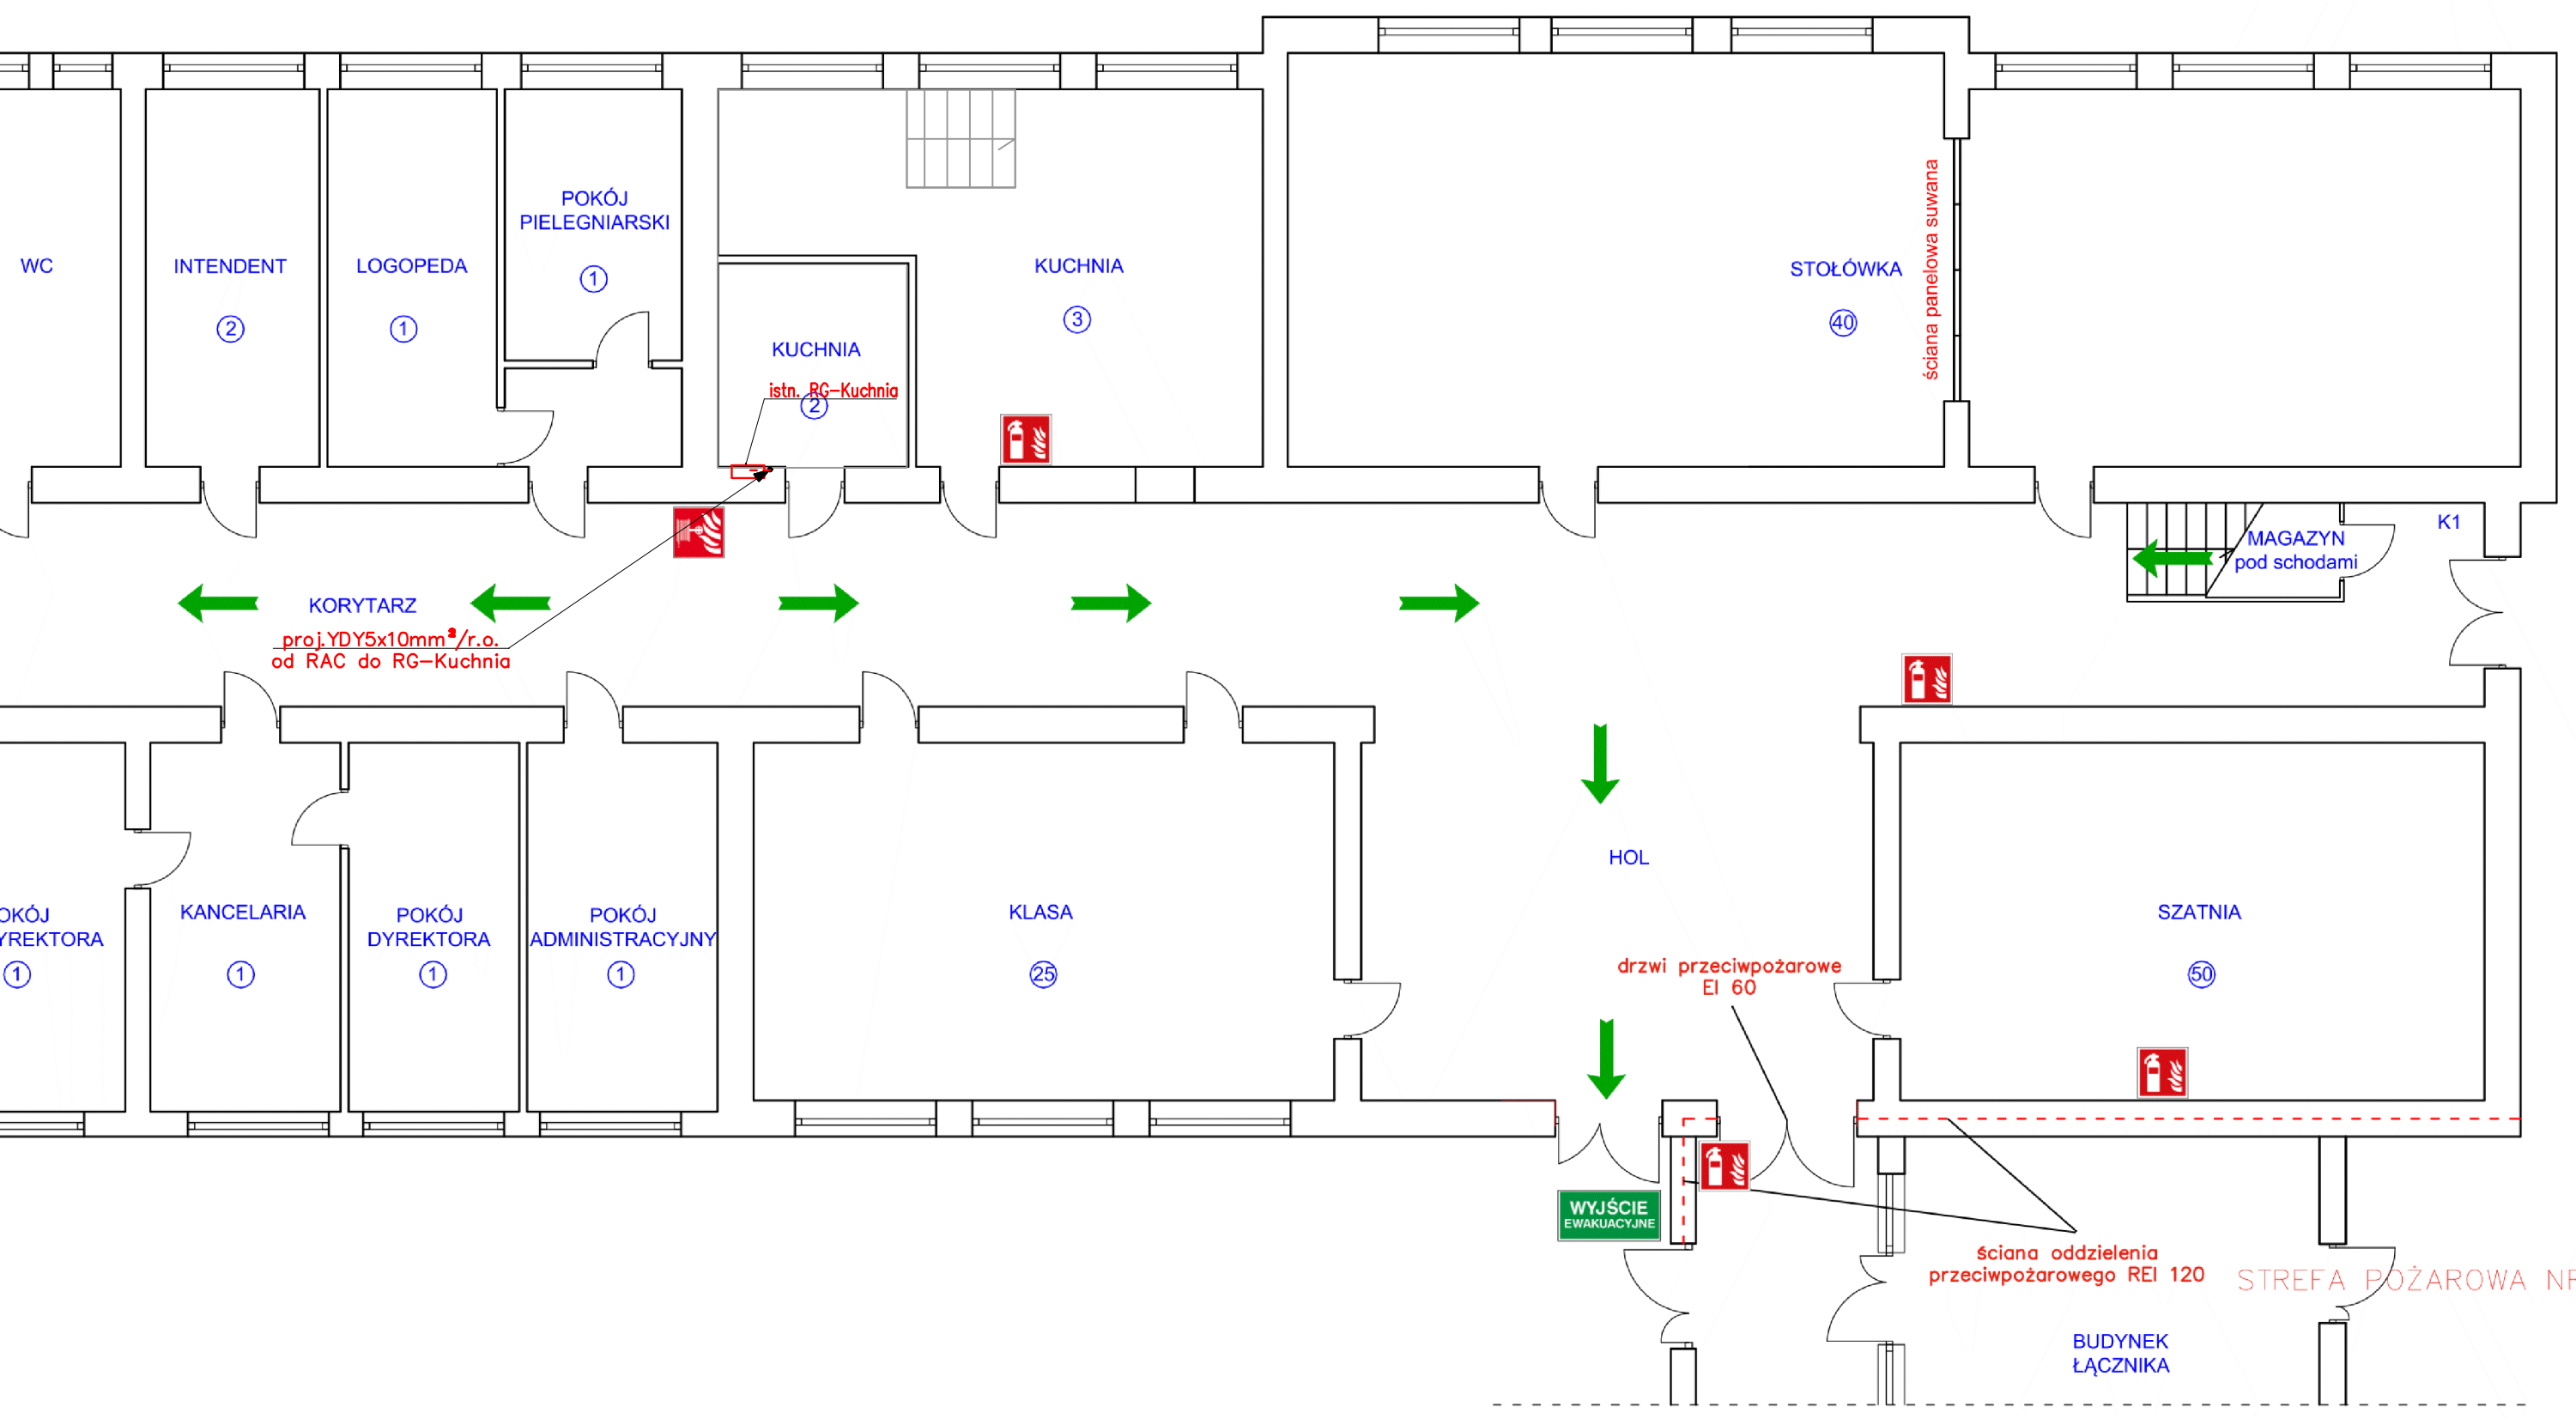 WC
INTENDENT
2
LOGOPEDA
1
POKÓJ
PIELEGNIARSKI
1
KUCHNIA
istn. RG-Kuchnia
2
KUCHNIA
3
STOŁÓWKA
40
ściana panelowa suwana
K1
MAGAZYN
pod schodami
KORYTARZ
proj.YDY5x10mm²/r.o.
od RAC do RG-Kuchnia
OKÓJ
YREKTORA
1
KANCELARIA
1
POKÓJ
DYREKTORA
1
POKÓJ
ADMINISTRACYJNY
1
KLASA
25
HOL
SZATNIA
50
drzwi przeciwpożarowe
EI 60
WYJŚCIE
EWAKUACYJNE
ściana oddzielenia
przeciwpożarowego REI 120
STREFA POŻAROWA NR
BUDYNEK
ŁĄCZNIKA